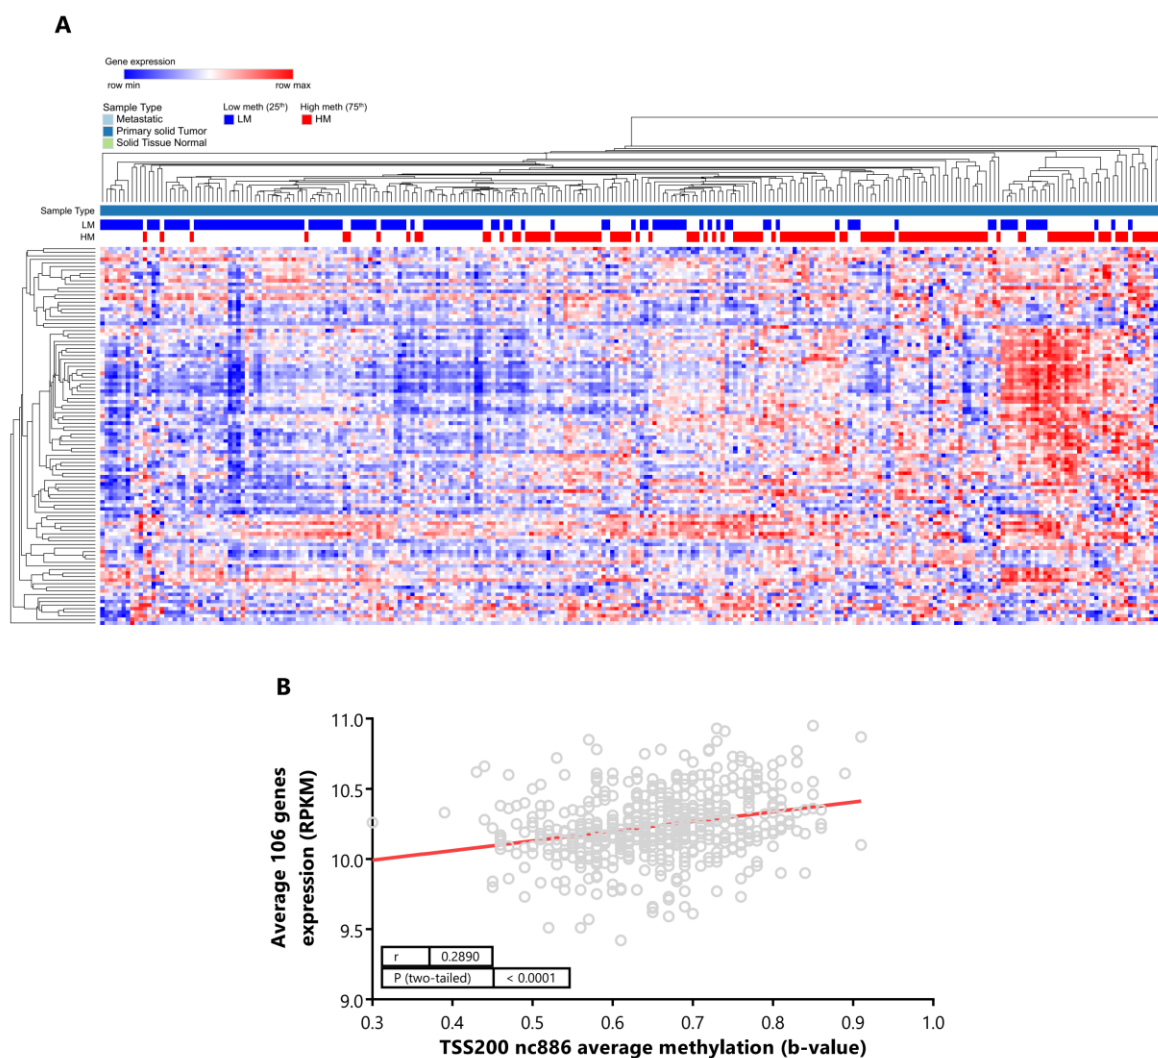 A
Gene expression
row min row max
Sample Type Low meth (25th) High meth (75th)
Metastatic LM HM
Primary solid Tumor
Solid Tissue Normal
Sample Type
LM
HM
B
Average 106 genes
expression (RPKM)
11.0
10.5
10.0
9.5
9.0
r 0.2890
P (two-tailed) < 0.0001
0.3 0.4 0.5 0.6 0.7 0.8 0.9 1.0
TSS200 nc886 average methylation (b-value)